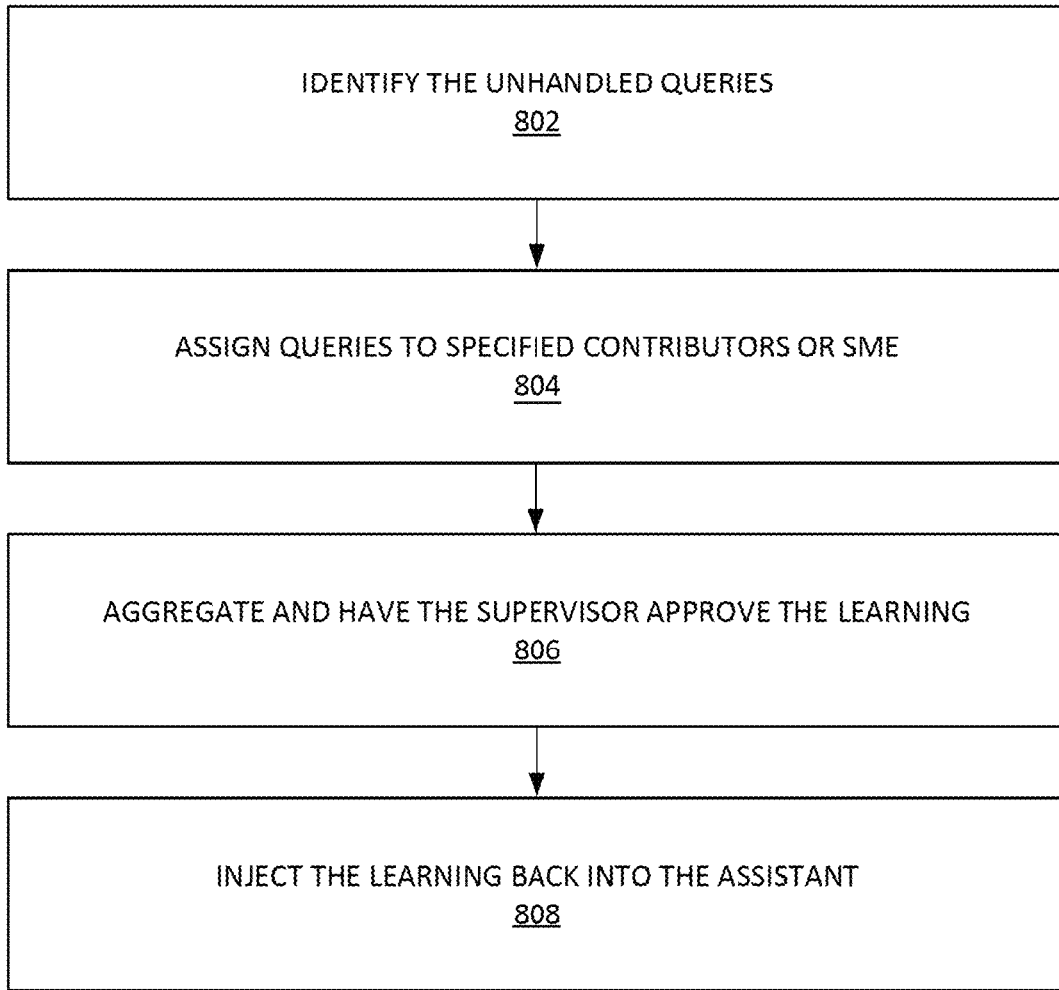 IDENTIFY THE UNHANDLED QUERIES
802
ASSIGN QUERIES TO SPECIFIED CONTRIBUTORS OR SME
804
AGGREGATE AND HAVE THE SUPERVISOR APPROVE THE LEARNING
806
INJECT THE LEARNING BACK INTO THE ASSISTANT
808